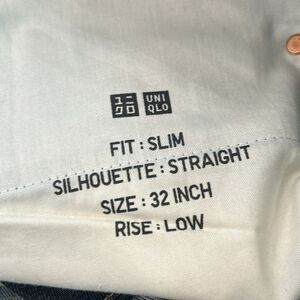 ユニ UNI
クロ QLO
FIT : SLIM
SILHOUETTE : STRAIGHT
SIZE : 32 INCH
RISE : LOW